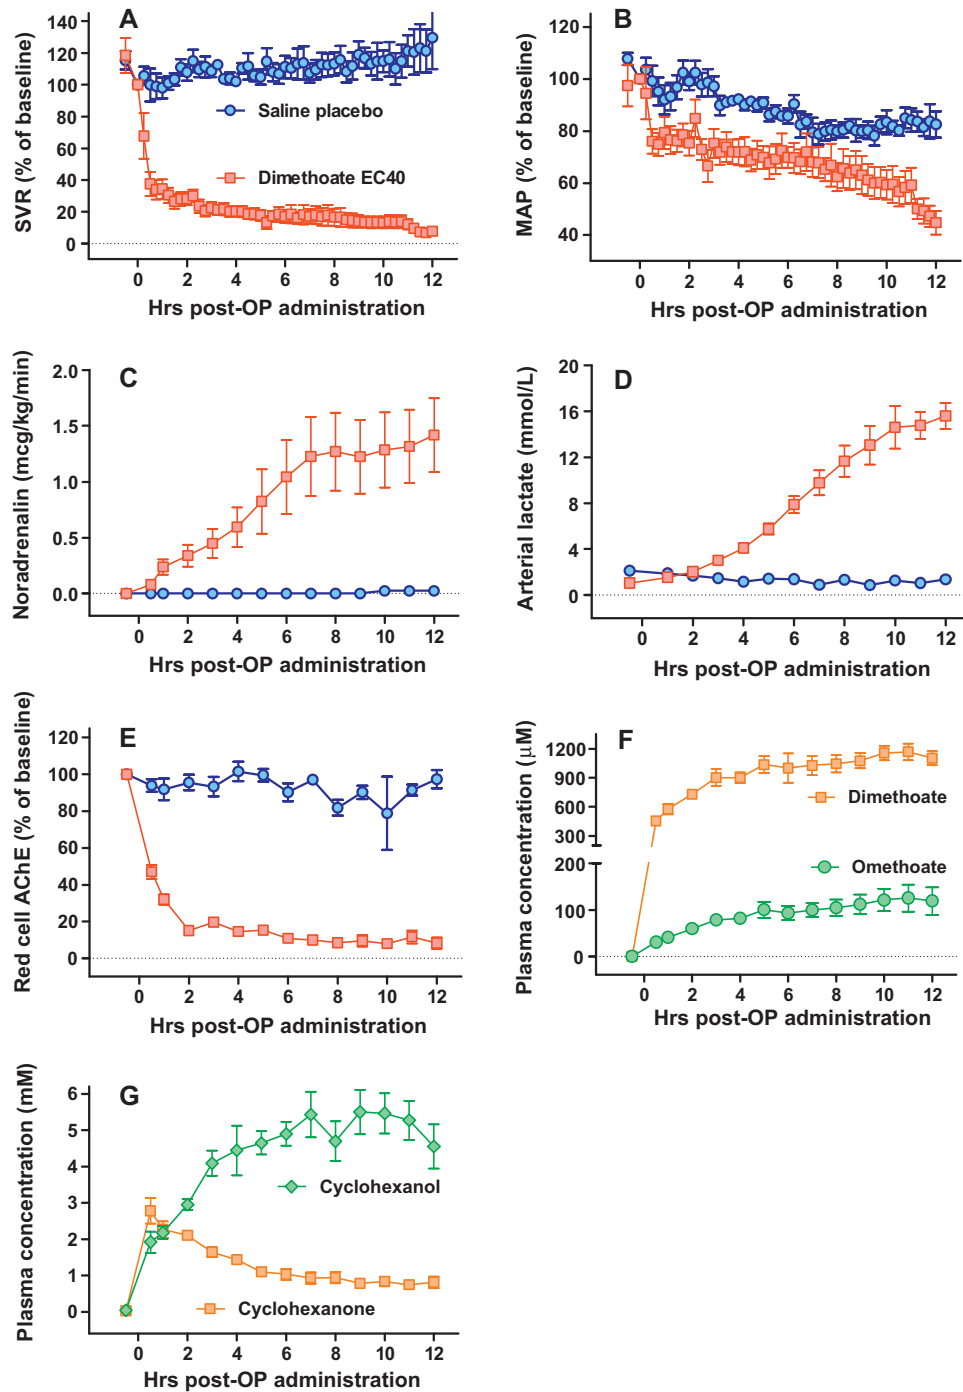 A
SVR (% of baseline)
140
120
100
80
60
40
20
0
Saline placebo
Dimethoate EC40
0 2 4 6 8 10 12
Hrs post-OP administration
B
MAP (% of baseline)
120
100
80
60
40
0 2 4 6 8 10 12
Hrs post-OP administration
C
Noradrenalin (mcg/kg/min)
2.0
1.5
1.0
0.5
0.0
0 2 4 6 8 10 12
Hrs post-OP administration
D
Arterial lactate (mmol/L)
20
16
12
8
4
0
0 2 4 6 8 10 12
Hrs post-OP administration
E
Red cell AChE (% of baseline)
120
100
80
60
40
20
0
0 2 4 6 8 10 12
Hrs post-OP administration
F
Plasma concentration (μM)
1200
900
600
300
200
100
0
Dimethoate
Omethoate
0 2 4 6 8 10 12
Hrs post-OP administration
G
Plasma concentration (mM)
6
5
4
3
2
1
0
Cyclohexanol
Cyclohexanone
0 2 4 6 8 10 12
Hrs post-OP administration